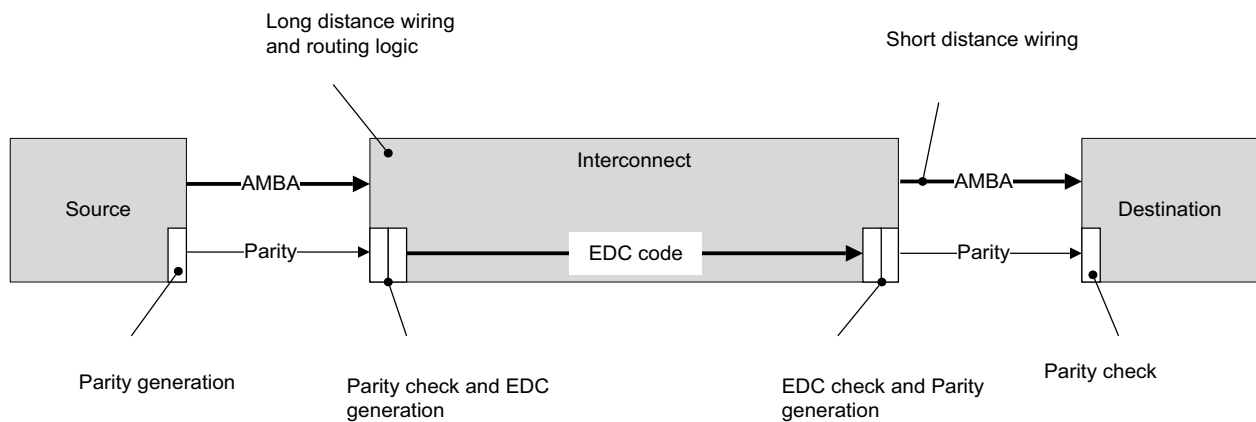 Long distance wiring
and routing logic
Short distance wiring
Interconnect
AMBA
AMBA
Source
Destination
Parity
EDC code
Parity
Parity generation
Parity check and EDC
generation
EDC check and Parity
generation
Parity check